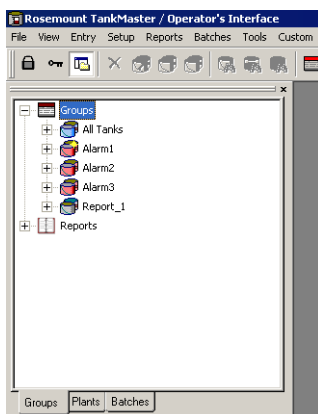 Rosemount TankMaster / Operator's Interface
File View Entry Setup Reports Batches Tools Custom
Groups
All Tanks
Alarm1
Alarm2
Alarm3
Report_1
Reports
Groups Plants Batches